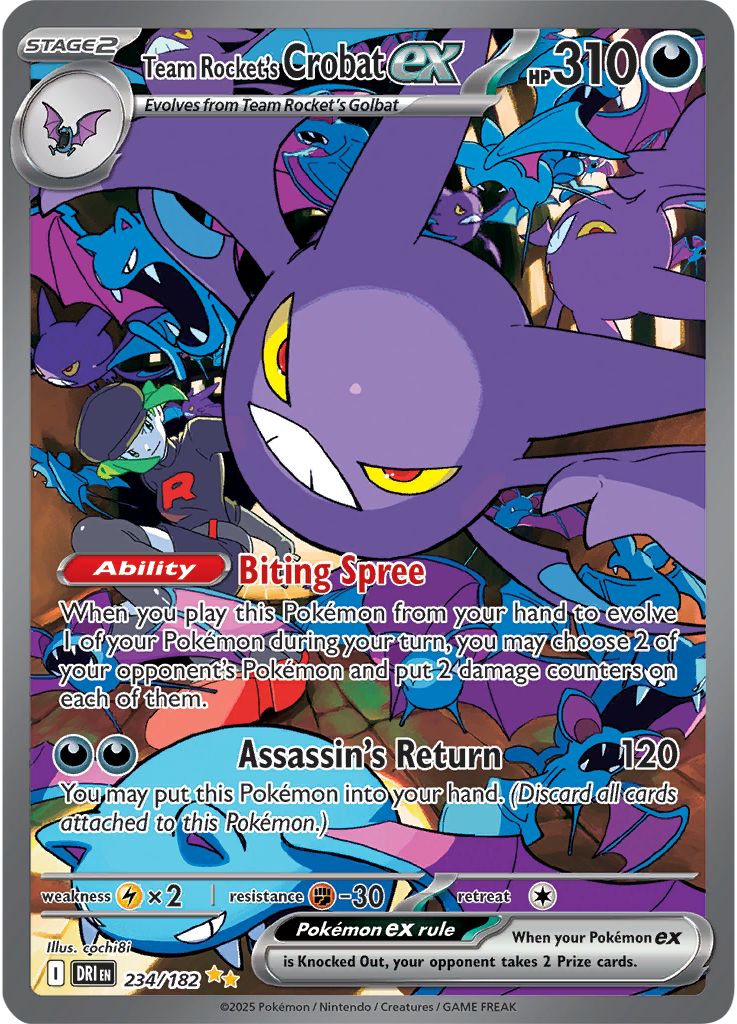 STAGE2
Team Rocket's Crobat ex HP310
Evolves from Team Rocket's Golbat
R
Ability Biting Spree
When you play this Pokémon from your hand to evolve
1 of your Pokémon during your turn, you may choose 2 of
your opponent's Pokémon and put 2 damage counters on
each of them.
Assassin's Return 120
You may put this Pokémon into your hand. (Discard all cards
attached to this Pokémon.)
weakness ×2 resistance -30 retreat
Illus. cochi8i
Pokémon ex rule When your Pokémon ex
is Knocked Out, your opponent takes 2 Prize cards.
I DRI EN 234/182
©2025 Pokémon / Nintendo / Creatures / GAME FREAK